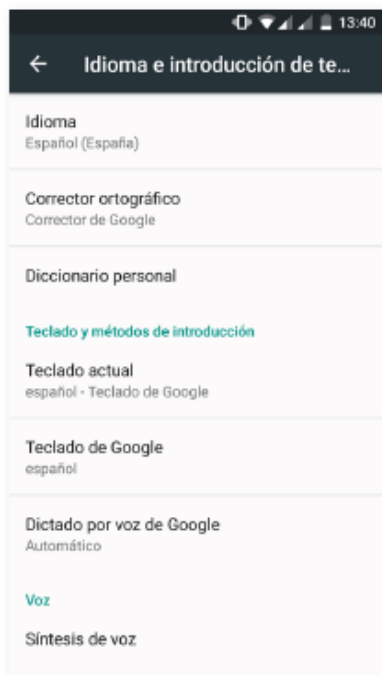 13:40
Idioma e introducción de te...
Idioma
Español (España)
Corrector ortográfico
Corrector de Google
Diccionario personal
Teclado y métodos de introducción
Teclado actual
español - Teclado de Google
Teclado de Google
español
Dictado por voz de Google
Automático
Voz
Síntesis de voz